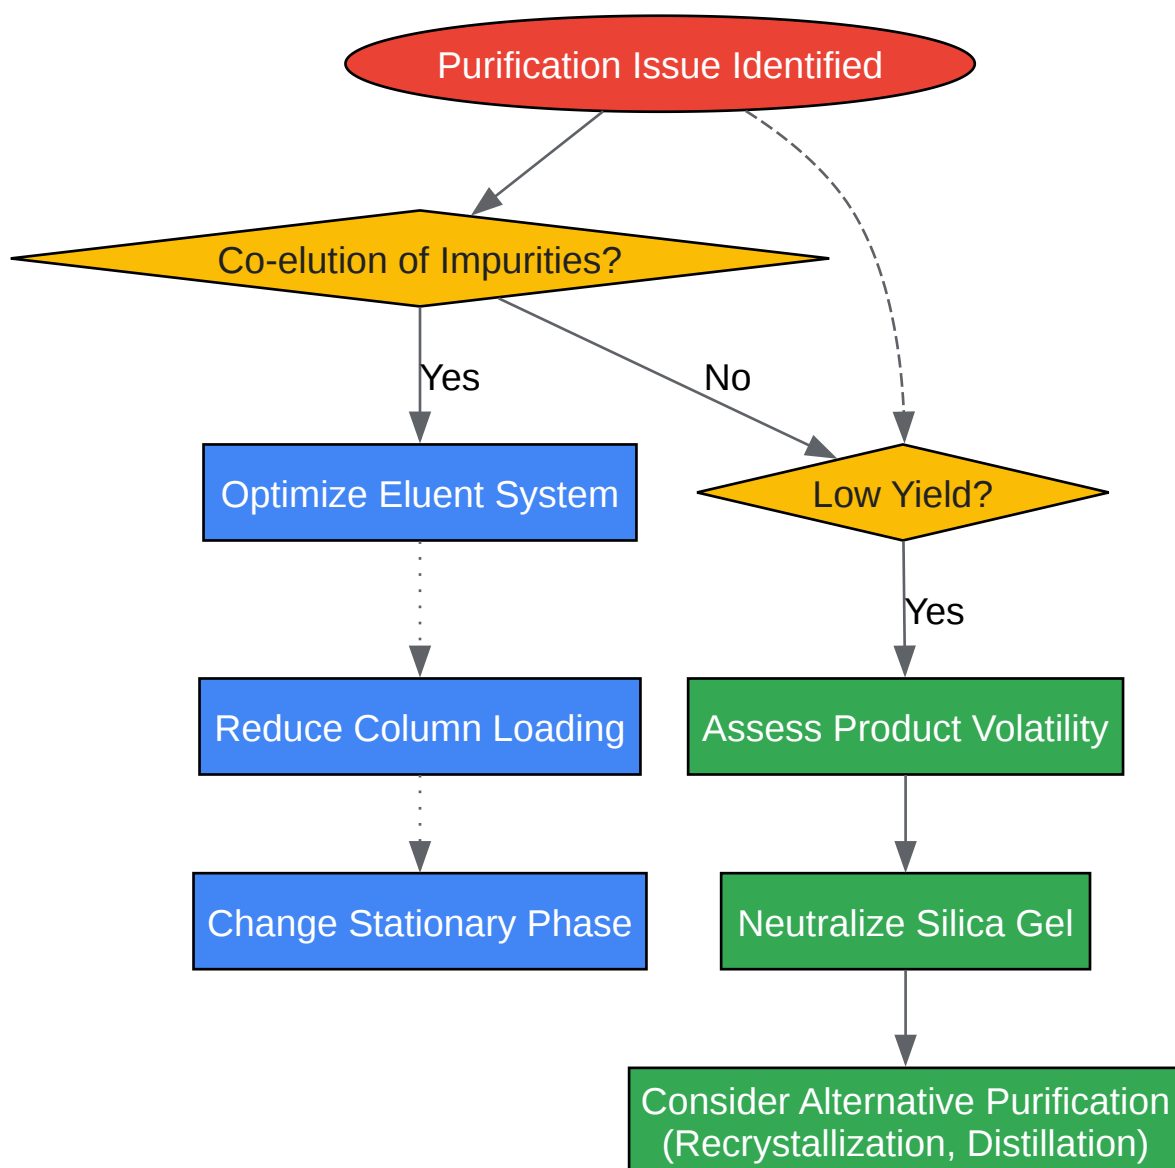 Purification Issue Identified
Co-elution of Impurities?
Yes
No
Optimize Eluent System
Low Yield?
Yes
Reduce Column Loading
Assess Product Volatility
Change Stationary Phase
Neutralize Silica Gel
Consider Alternative Purification
(Recrystallization, Distillation)